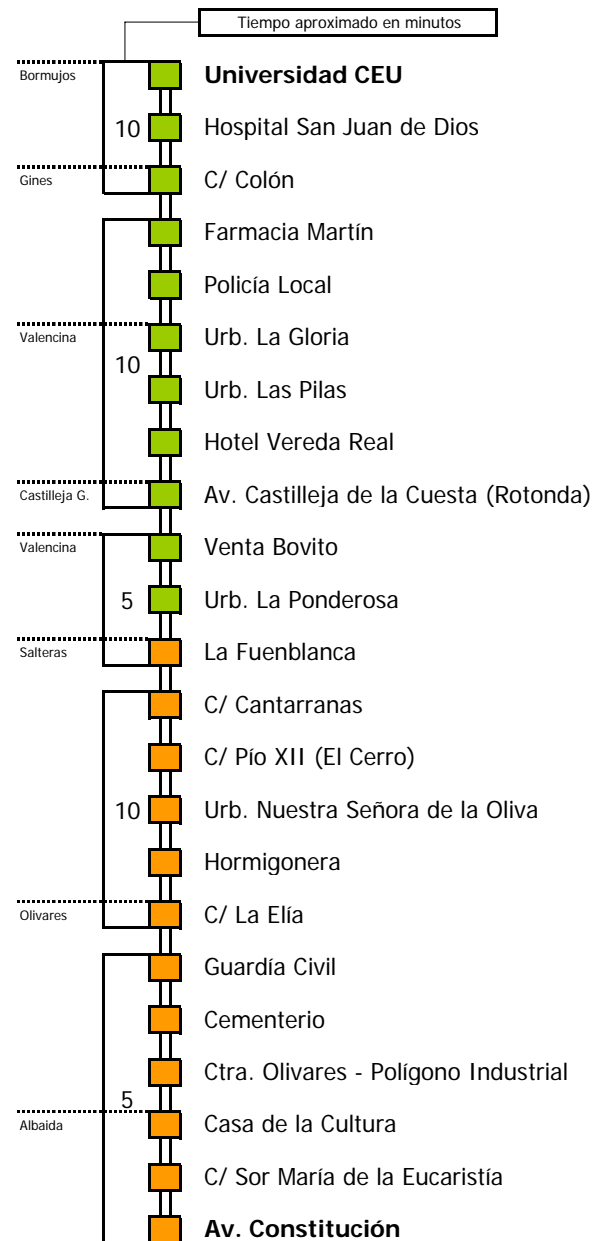 Tiempo aproximado en minutos
Universidad CEU
Bormujos
10
Hospital San Juan de Dios
C/ Colón
Gines
Farmacia Martín
Policía Local
Urb. La Gloria
Valencina
10
Urb. Las Pilas
Hotel Vereda Real
Av. Castilleja de la Cuesta (Rotonda)
Castilleja G.
Venta Bovito
Valencina
5
Urb. La Ponderosa
La Fuenblanca
Salteras
C/ Cantarranas
C/ Pío XII (El Cerro)
10
Urb. Nuestra Señora de la Oliva
Hormigonera
C/ La Elía
Olivares
Guardía Civil
Cementerio
Ctra. Olivares - Polígono Industrial
5
Casa de la Cultura
Albaida
C/ Sor María de la Eucaristía
Av. Constitución